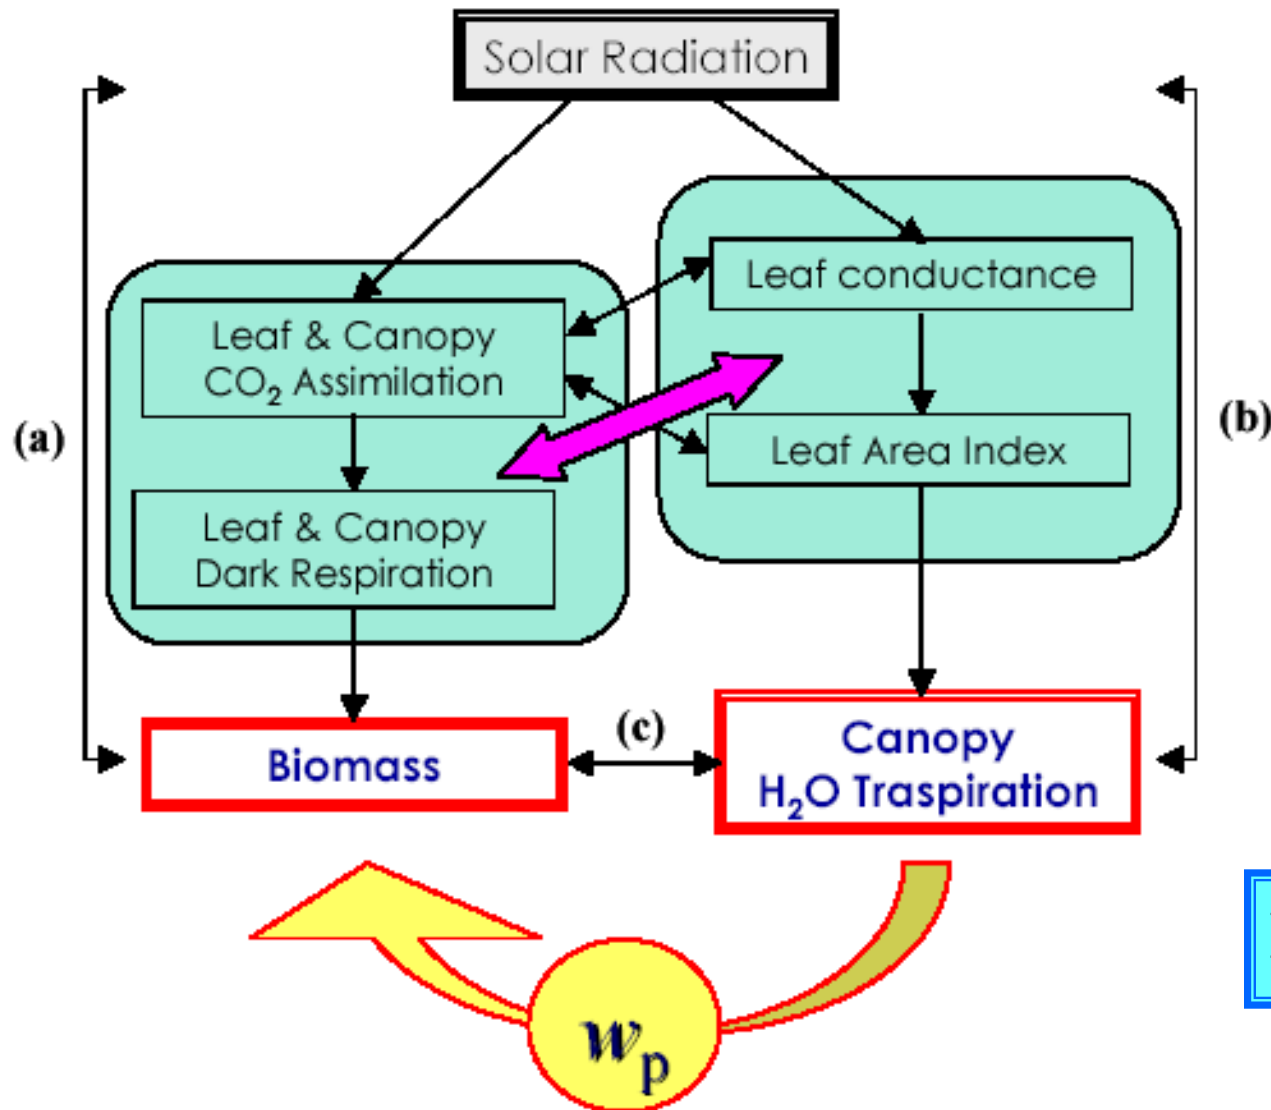 Solar Radiation
Leaf conductance
Leaf & Canopy
CO₂ Assimilation
(a)
(b)
Leaf Area Index
Leaf & Canopy
Dark Respiration
(c)
Biomass
Canopy
H₂O Traspiration
wₚ